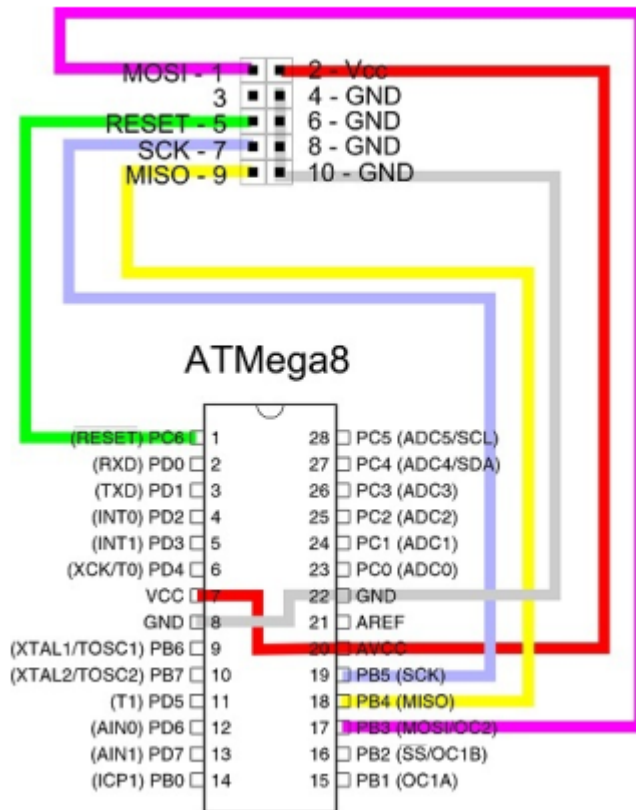 MOSI - 1 2 - Vcc
3 4 - GND
RESET - 5 6 - GND
SCK - 7 8 - GND
MISO - 9 10 - GND
ATMega8
(RESET) PC6 1 28 PC5 (ADC5/SCL)
(RXD) PD0 2 27 PC4 (ADC4/SDA)
(TXD) PD1 3 26 PC3 (ADC3)
(INT0) PD2 4 25 PC2 (ADC2)
(INT1) PD3 5 24 PC1 (ADC1)
(XCK/T0) PD4 6 23 PC0 (ADC0)
VCC 7 22 GND
GND 8 21 AREF
(XTAL1/TOSC1) PB6 9 20 AVCC
(XTAL2/TOSC2) PB7 10 19 PB5 (SCK)
(T1) PD5 11 18 PB4 (MISO)
(AIN0) PD6 12 17 PB3 (MOSI/OC2)
(AIN1) PD7 13 16 PB2 (SS/OC1B)
(ICP1) PB0 14 15 PB1 (OC1A)